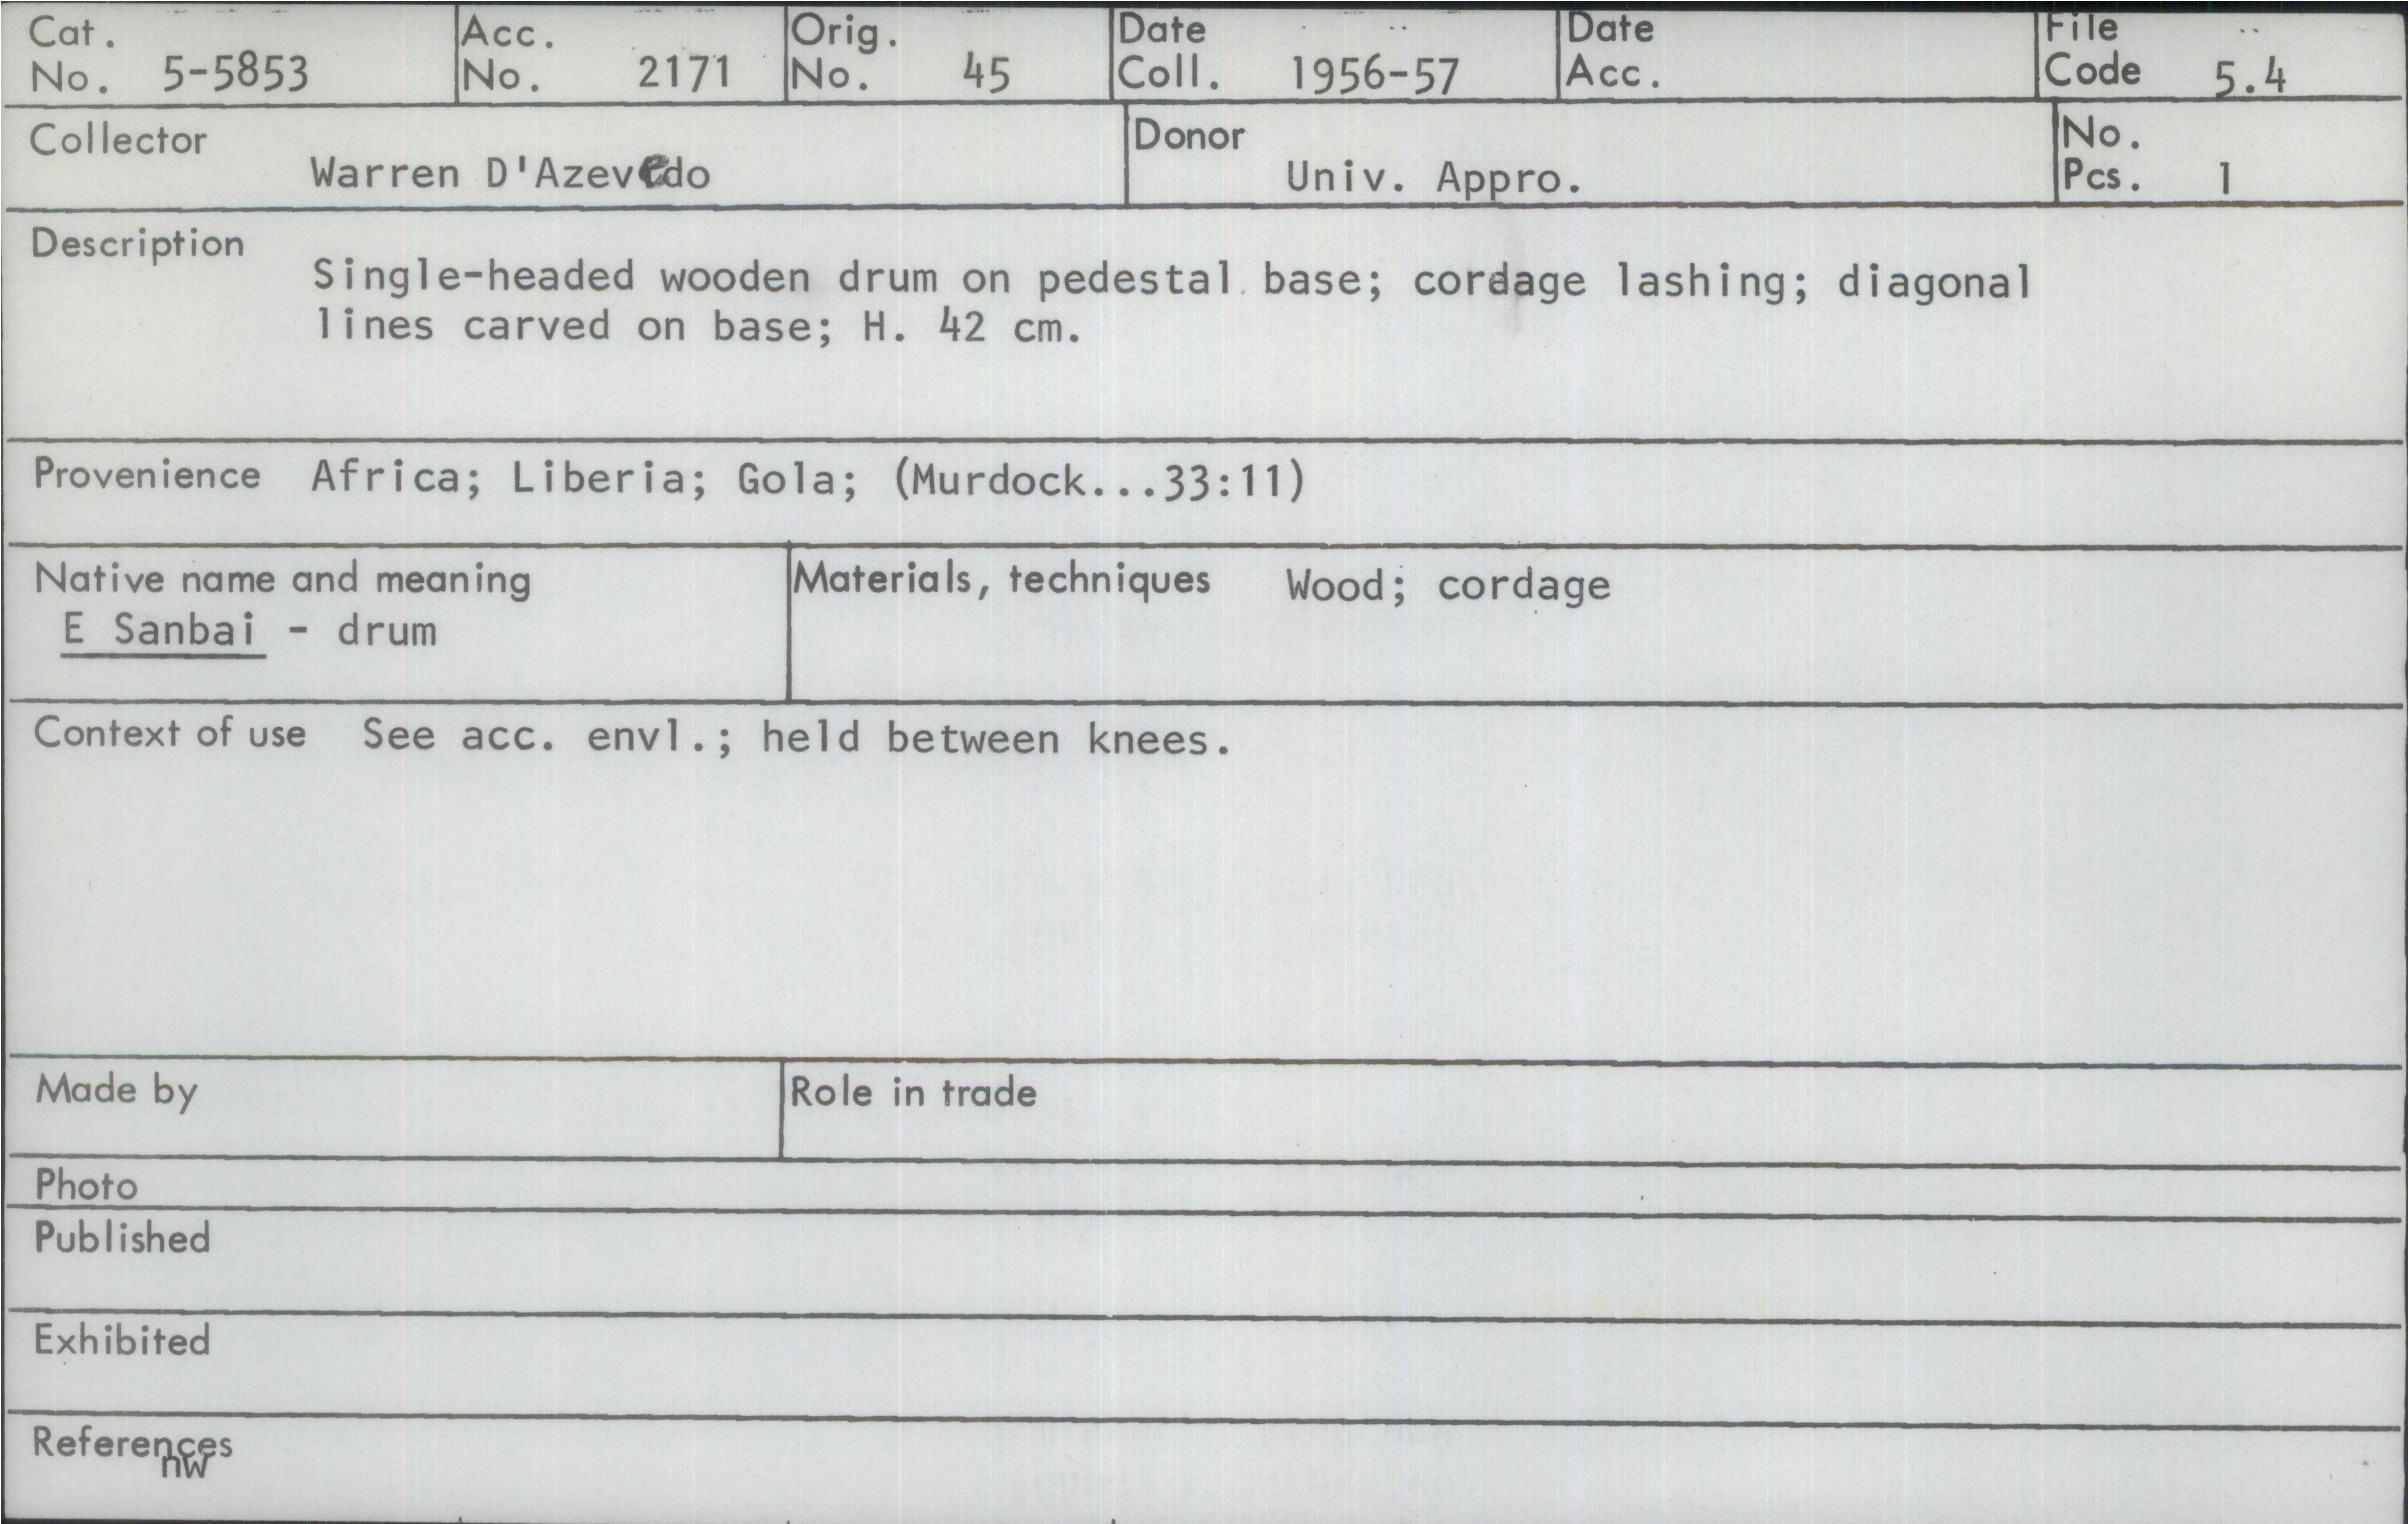 Cat. No. 5-5853
Acc. No. 2171
Orig. No. 45
Date Coll. 1956-57
Date Acc.
File Code 5.4
Collector Warren D'Azevedo
Donor Univ. Appro.
No. Pcs. 1
Description
Single-headed wooden drum on pedestal base; cordage lashing; diagonal
lines carved on base; H. 42 cm.
Provenience Africa; Liberia; Gola; (Murdock...33:11)
Native name and meaning
E Sanbai - drum
Materials, techniques Wood; cordage
Context of use See acc. envl.; held between knees.
Made by
Role in trade
Photo
Published
Exhibited
References
nw